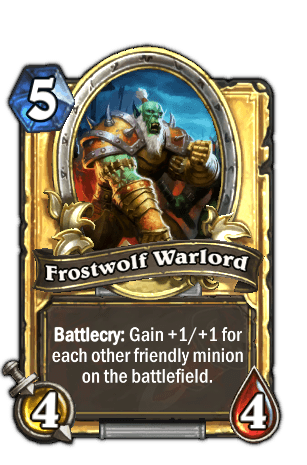 5
Frostwolf Warlord
Battlecry: Gain +1/+1 for
each other friendly minion
on the battlefield.
4 4